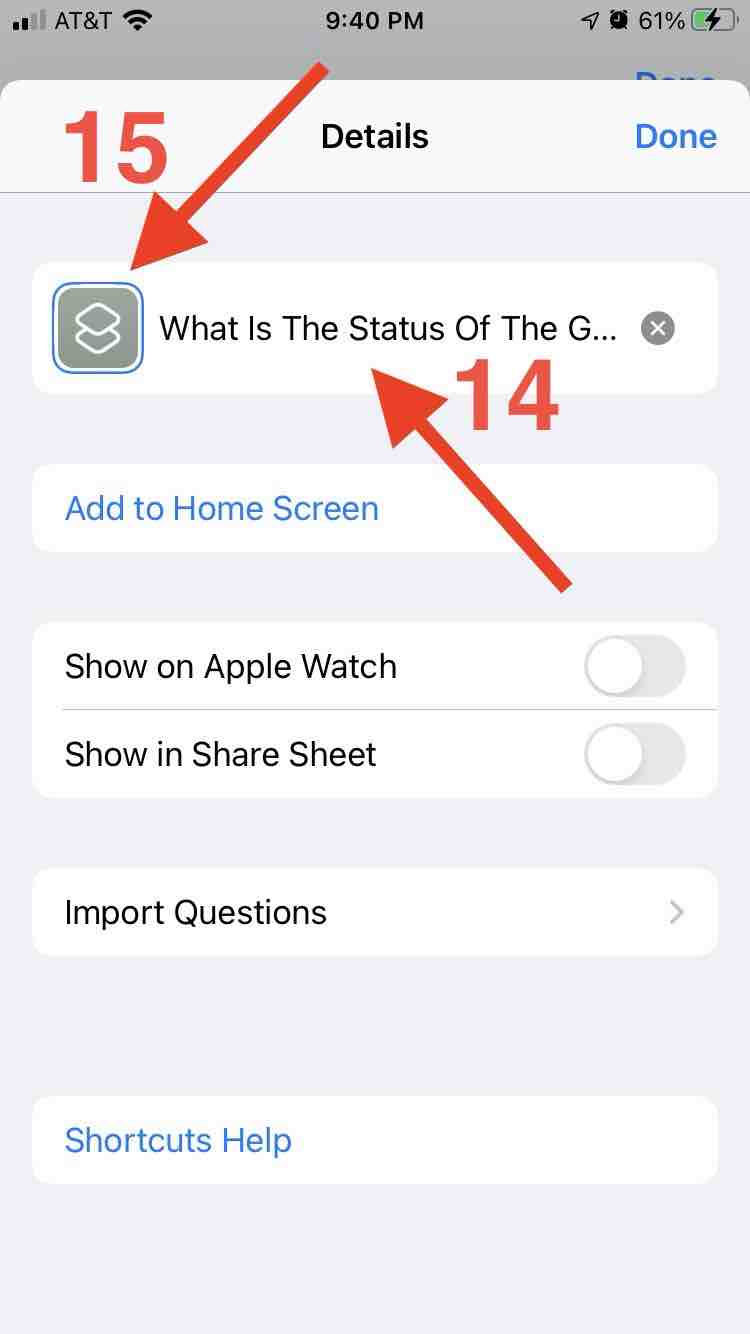 AT&T 9:40 PM 61%
15
Details Done
What Is The Status Of The G...
14
Add to Home Screen
Show on Apple Watch
Show in Share Sheet
Import Questions
Shortcuts Help